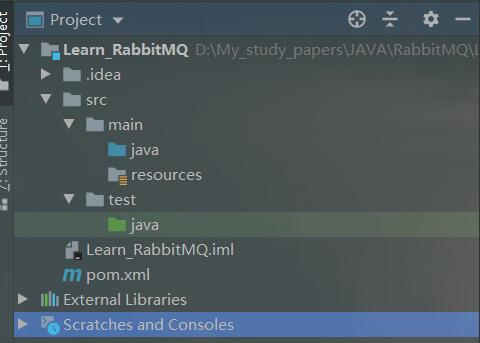 Project
Learn_RabbitMQ D:\My_study_papers\JAVA\RabbitMQ\L
.idea
src
main
java
resources
test
java
Learn_RabbitMQ.iml
pom.xml
External Libraries
Scratches and Consoles
1: Project
7: Structure